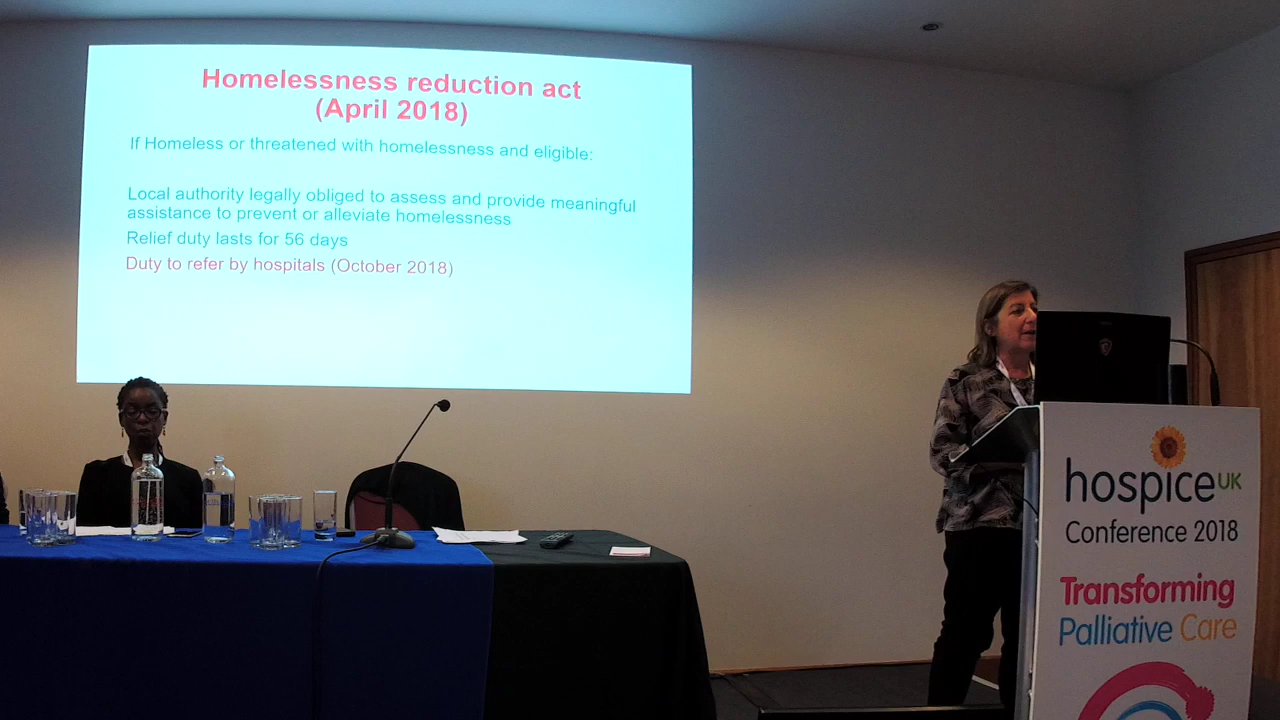 Homelessness reduction act
(April 2018)
If Homeless or threatened with homelessness and eligible:
Local authority legally obliged to assess and provide meaningful
assistance to prevent or alleviate homelessness
Relief duty lasts for 56 days
Duty to refer by hospitals (October 2018)
hospice UK
Conference 2018
Transforming
Palliative Care